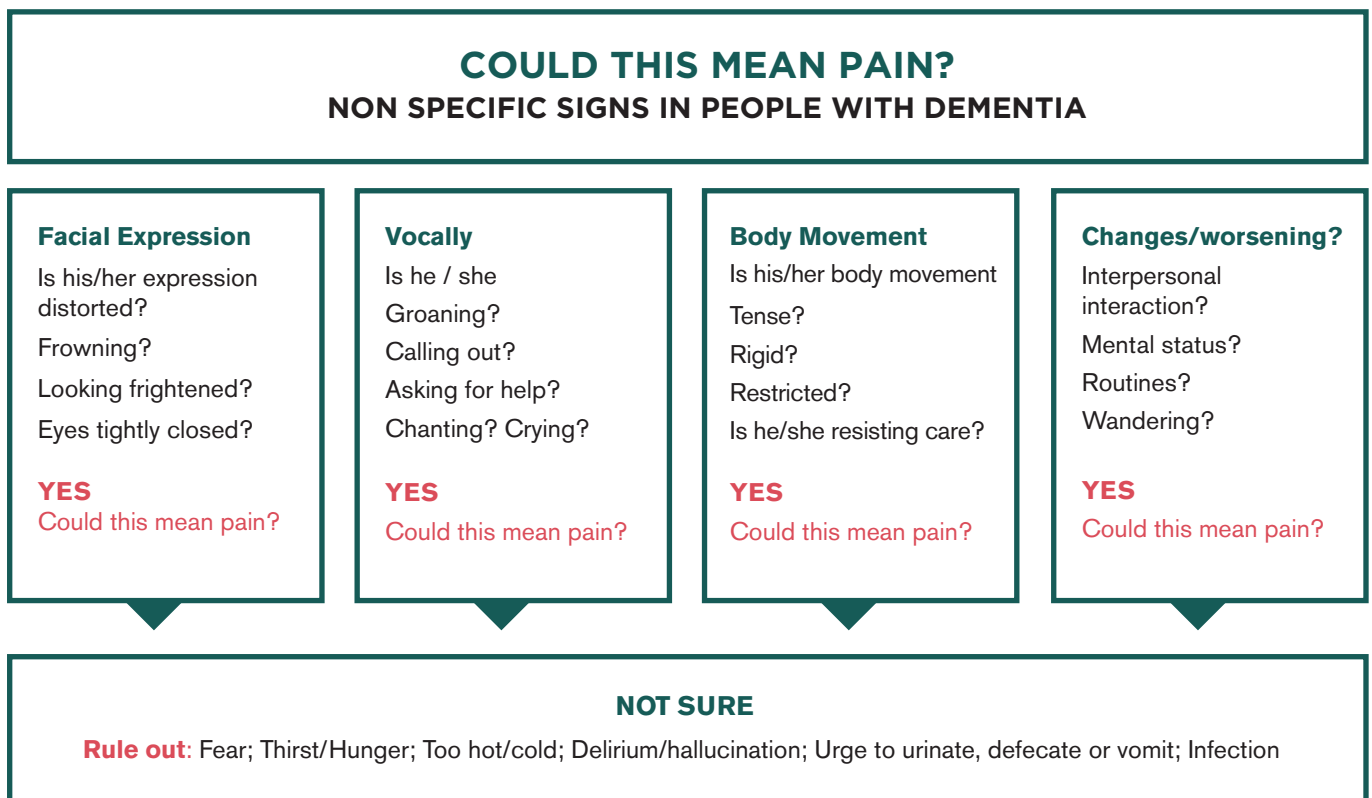 COULD THIS MEAN PAIN?
NON SPECIFIC SIGNS IN PEOPLE WITH DEMENTIA
Facial Expression
Is his/her expression
distorted?
Frowning?
Looking frightened?
Eyes tightly closed?
YES
Could this mean pain?
Vocally
Is he / she
Groaning?
Calling out?
Asking for help?
Chanting? Crying?
YES
Could this mean pain?
Body Movement
Is his/her body movement
Tense?
Rigid?
Restricted?
Is he/she resisting care?
YES
Could this mean pain?
Changes/worsening?
Interpersonal
interaction?
Mental status?
Routines?
Wandering?
YES
Could this mean pain?
NOT SURE
Rule out: Fear; Thirst/Hunger; Too hot/cold; Delirium/hallucination; Urge to urinate, defecate or vomit; Infection